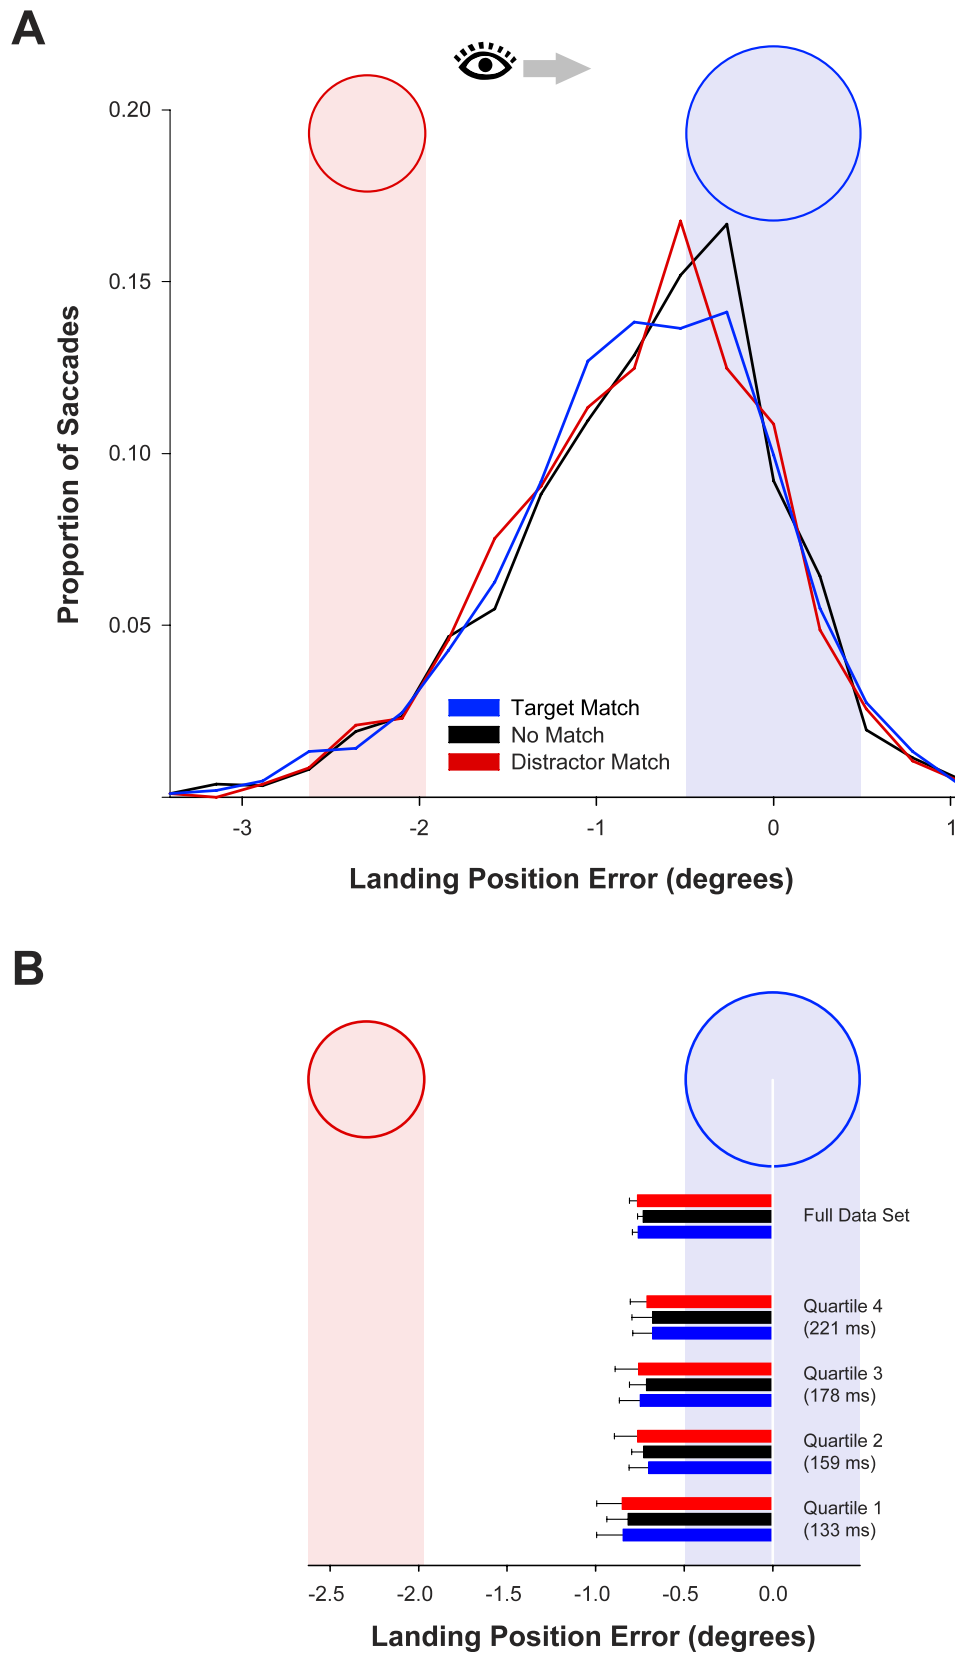 A
0.20
0.15
0.10
0.05
Proportion of Saccades
Target Match
No Match
Distractor Match
-3 -2 -1 0 1
Landing Position Error (degrees)
B
Full Data Set
Quartile 4
(221 ms)
Quartile 3
(178 ms)
Quartile 2
(159 ms)
Quartile 1
(133 ms)
-2.5 -2.0 -1.5 -1.0 -0.5 0.0
Landing Position Error (degrees)